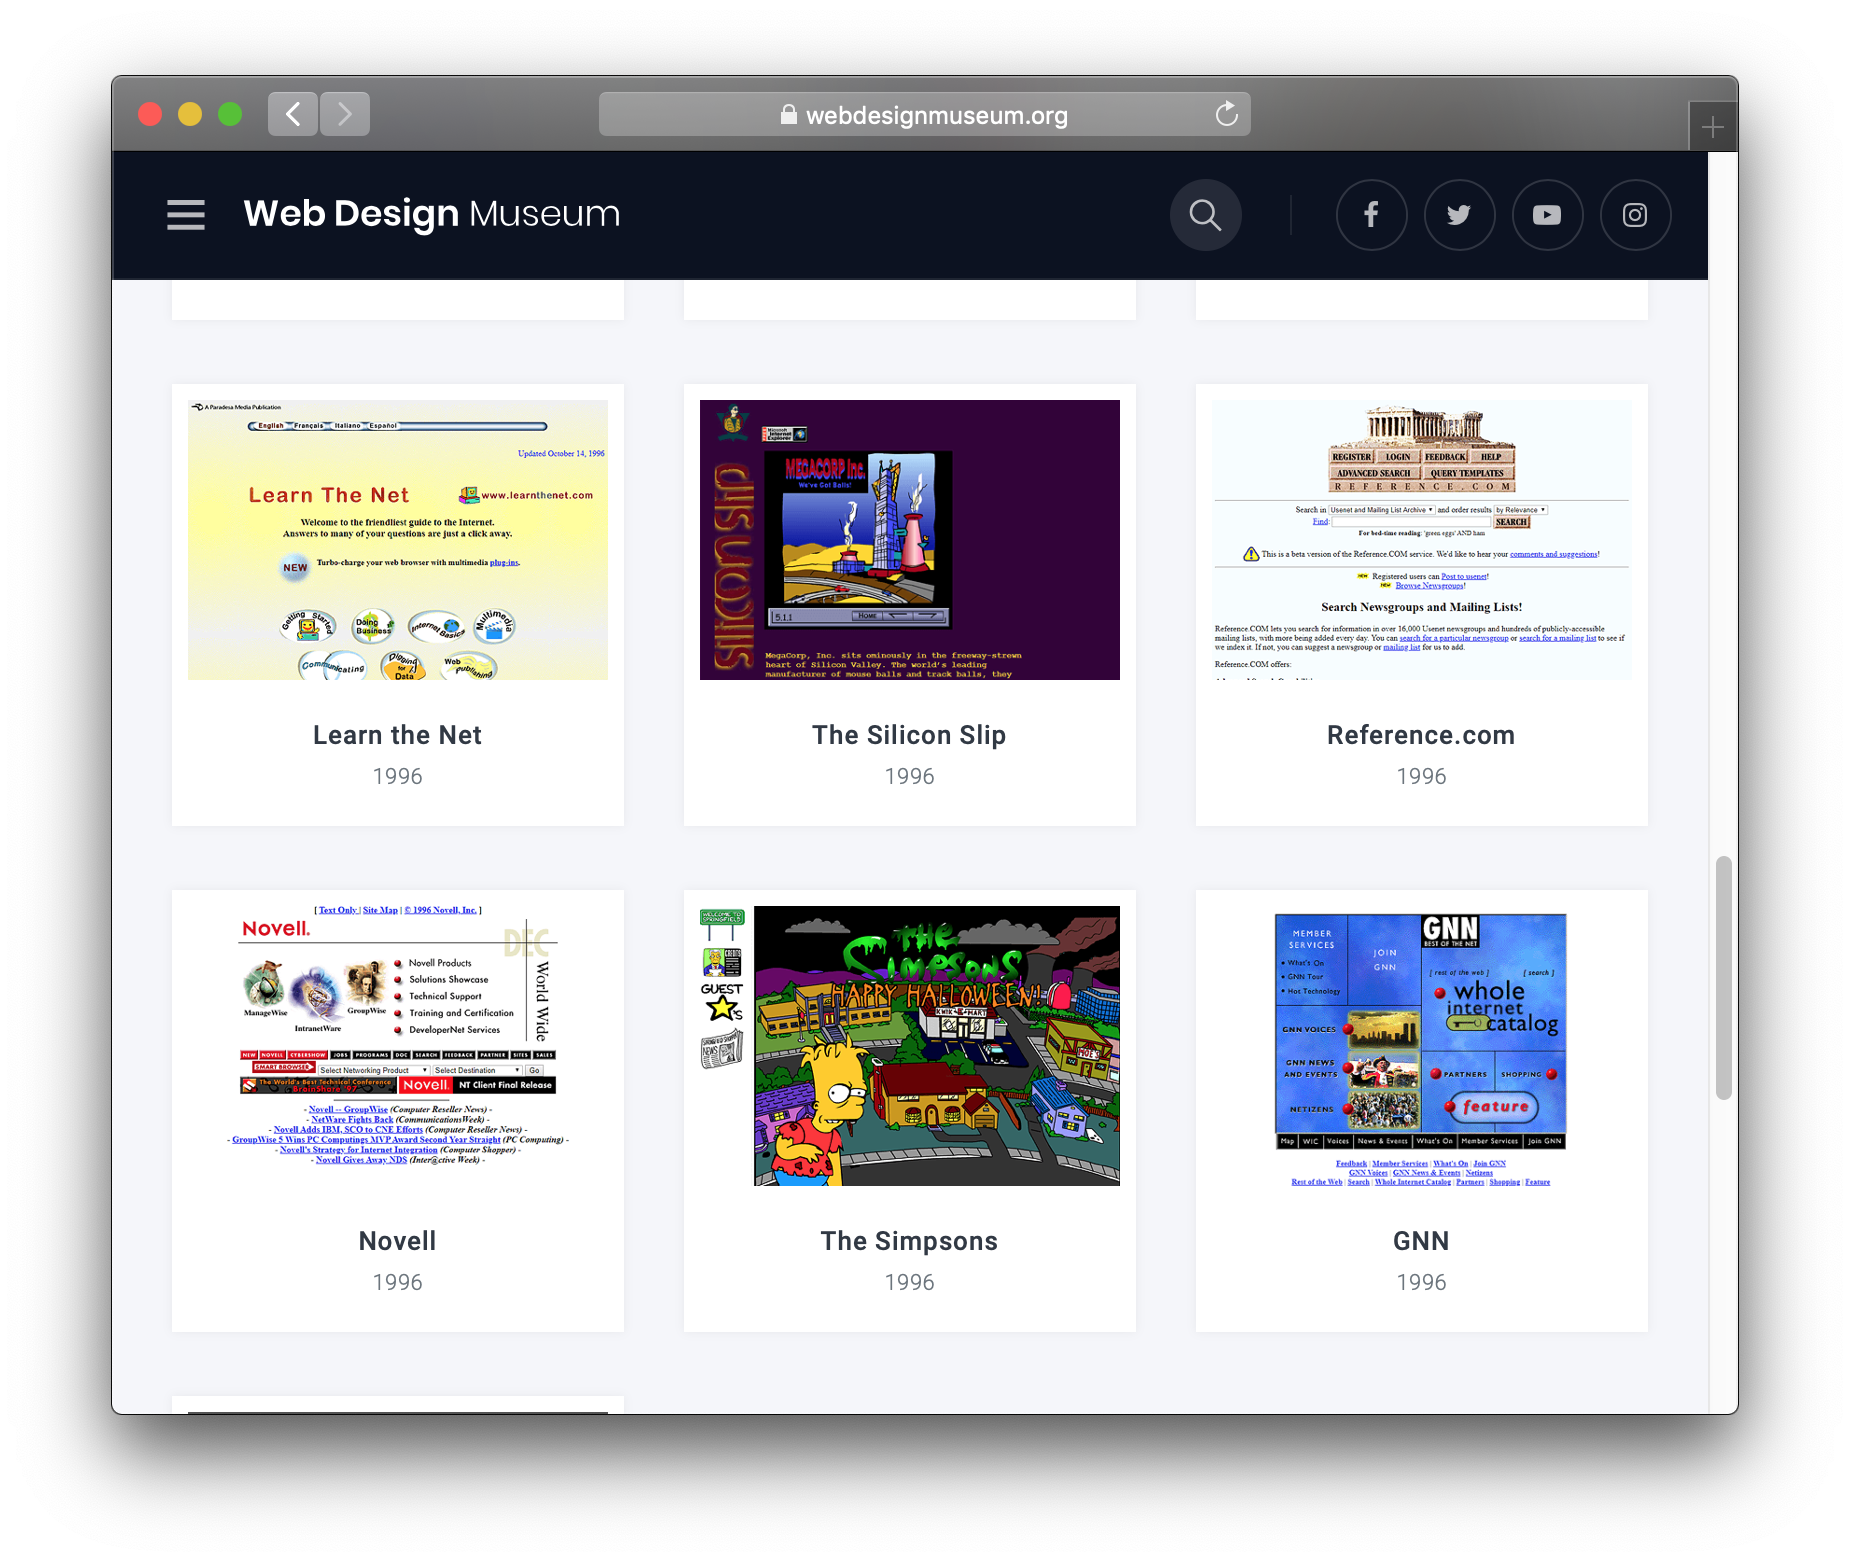 webdesignmuseum.org
Web Design Museum
A Paradesa Media Publication
English Français Italiano Español
Updated October 14, 1996
Learn The Net
www.learnthenet.com
Welcome to the friendliest guide to the Internet.
Answers to many of your questions are just a click away.
NEW
Turbo-charge your web browser with multimedia plug-ins.
Getting Started
Doing Business
Internet Basics
Multimedia
Communicating
Digging for Data
Web publishing
Learn the Net
1996
Microsoft Internet Explorer
siliconslip
MEGACORP Inc.
We've Got Balls!
5.1.1
HOME
MegaCorp, Inc. sits ominously in the freeway-strewn
heart of Silicon Valley. The world's leading
manufacturer of mouse balls and track balls, they
The Silicon Slip
1996
REGISTER LOGIN FEEDBACK HELP
ADVANCED SEARCH QUERY TEMPLATES
REFERENCE.COM
Search in Usenet and Mailing List Archive and order results by Relevance
Find: SEARCH
For bed-time reading: 'green eggs' AND ham
This is a beta version of the Reference.COM service. We'd like to hear your comments and suggestions!
NEW Registered users can Post to usenet!
NEW Browse Newsgroups!
Search Newsgroups and Mailing Lists!
Reference.COM lets you search for information in over 16,000 Usenet newsgroups and hundreds of publicly-accessible
mailing lists, with more being added every day. You can search for a particular newsgroup or search for a mailing list to see if
we index it. If not, you can suggest a newsgroup or mailing list for us to add.
Reference.COM offers:
Reference.com
1996
[ Text Only | Site Map | © 1996 Novell, Inc. ]
Novell.
DEC
World Wide
ManageWise
IntranetWare
GroupWise
Novell Products
Solutions Showcase
Technical Support
Training and Certification
DeveloperNet Services
NEW NOVELL CYBERSHOW JOBS PROGRAMS DOC SEARCH FEEDBACK PARTNER SITES SALES
SMART BROWSER Select Networking Product Select Destination Go
The World's Best Technical Conference
BrainShare '97
Novell. NT Client Final Release
- Novell -- GroupWise (Computer Reseller News) -
- NetWare Fights Back (CommunicationsWeek) -
- Novell Adds IBM, SCO to CNE Efforts (Computer Reseller News) -
- GroupWise 5 Wins PC Computings MVP Award Second Year Straight (PC Computing) -
- Novell's Strategy for Internet Integration (Computer Shopper) -
- Novell Gives Away NDS (Inter@ctive Week) -
Novell
1996
WELCOME TO SPRINGFIELD
CREDITS
GUEST
'S
NEWS
THE SIMPSONS
HAPPY HALLOWEEN!
KWIK-E-MART
MOE'S
The Simpsons
1996
MEMBER SERVICES
• What's On
• GNN Tour
• Hot Technology
JOIN GNN
GNN
BEST OF THE NET
[ rest of the web ] [ search ]
whole internet catalog
GNN VOICES
GNN NEWS AND EVENTS
NETIZENS
PARTNERS SHOPPING
feature
Map WIC Voices News & Events What's On Member Services Join GNN
Feedback | Member Services | What's On | Join GNN
GNN Voices | GNN News & Events | Netizens
Rest of the Web | Search | Whole Internet Catalog | Partners | Shopping | Feature
GNN
1996